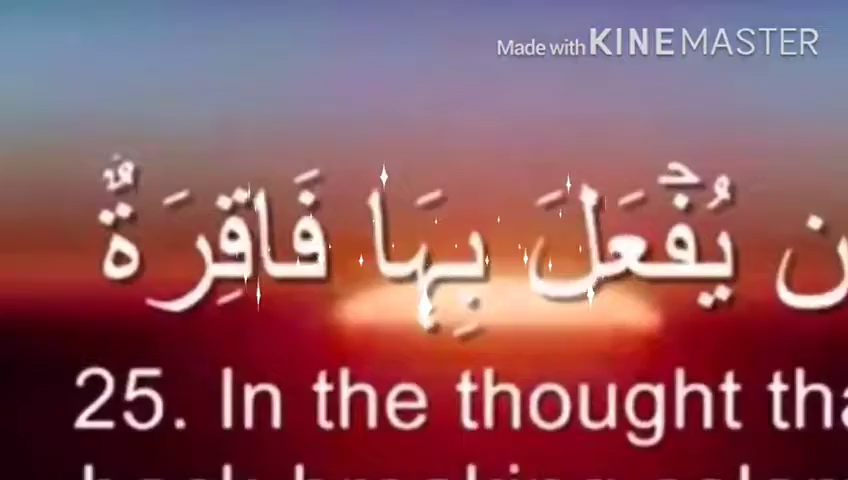 Made with KINEMASTER
ن يُفْعَلَ بِهَا فَاقِرَةٌ
25. In the thought tha